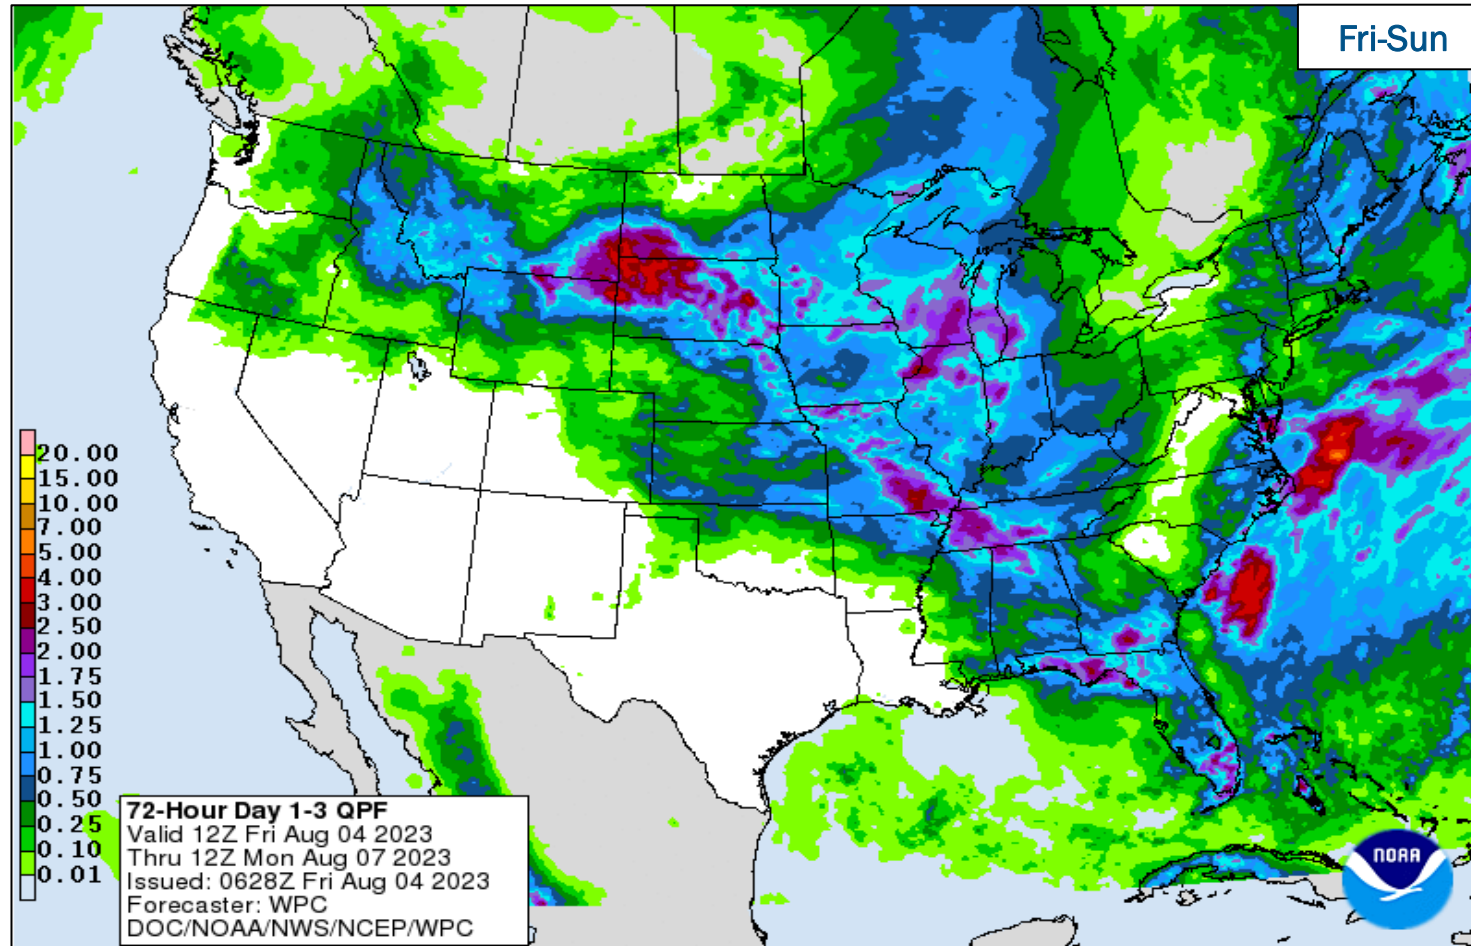 Fri-Sun
20.00
15.00
10.00
7.00
5.00
4.00
3.00
2.50
2.00
1.75
1.50
1.25
1.00
0.75
0.50
0.25
0.10
0.01
72-Hour Day 1-3 QPF
Valid 12Z Fri Aug 04 2023
Thru 12Z Mon Aug 07 2023
Issued: 0628Z Fri Aug 04 2023
Forecaster: WPC
DOC/NOAA/NWS/NCEP/WPC
NOAA